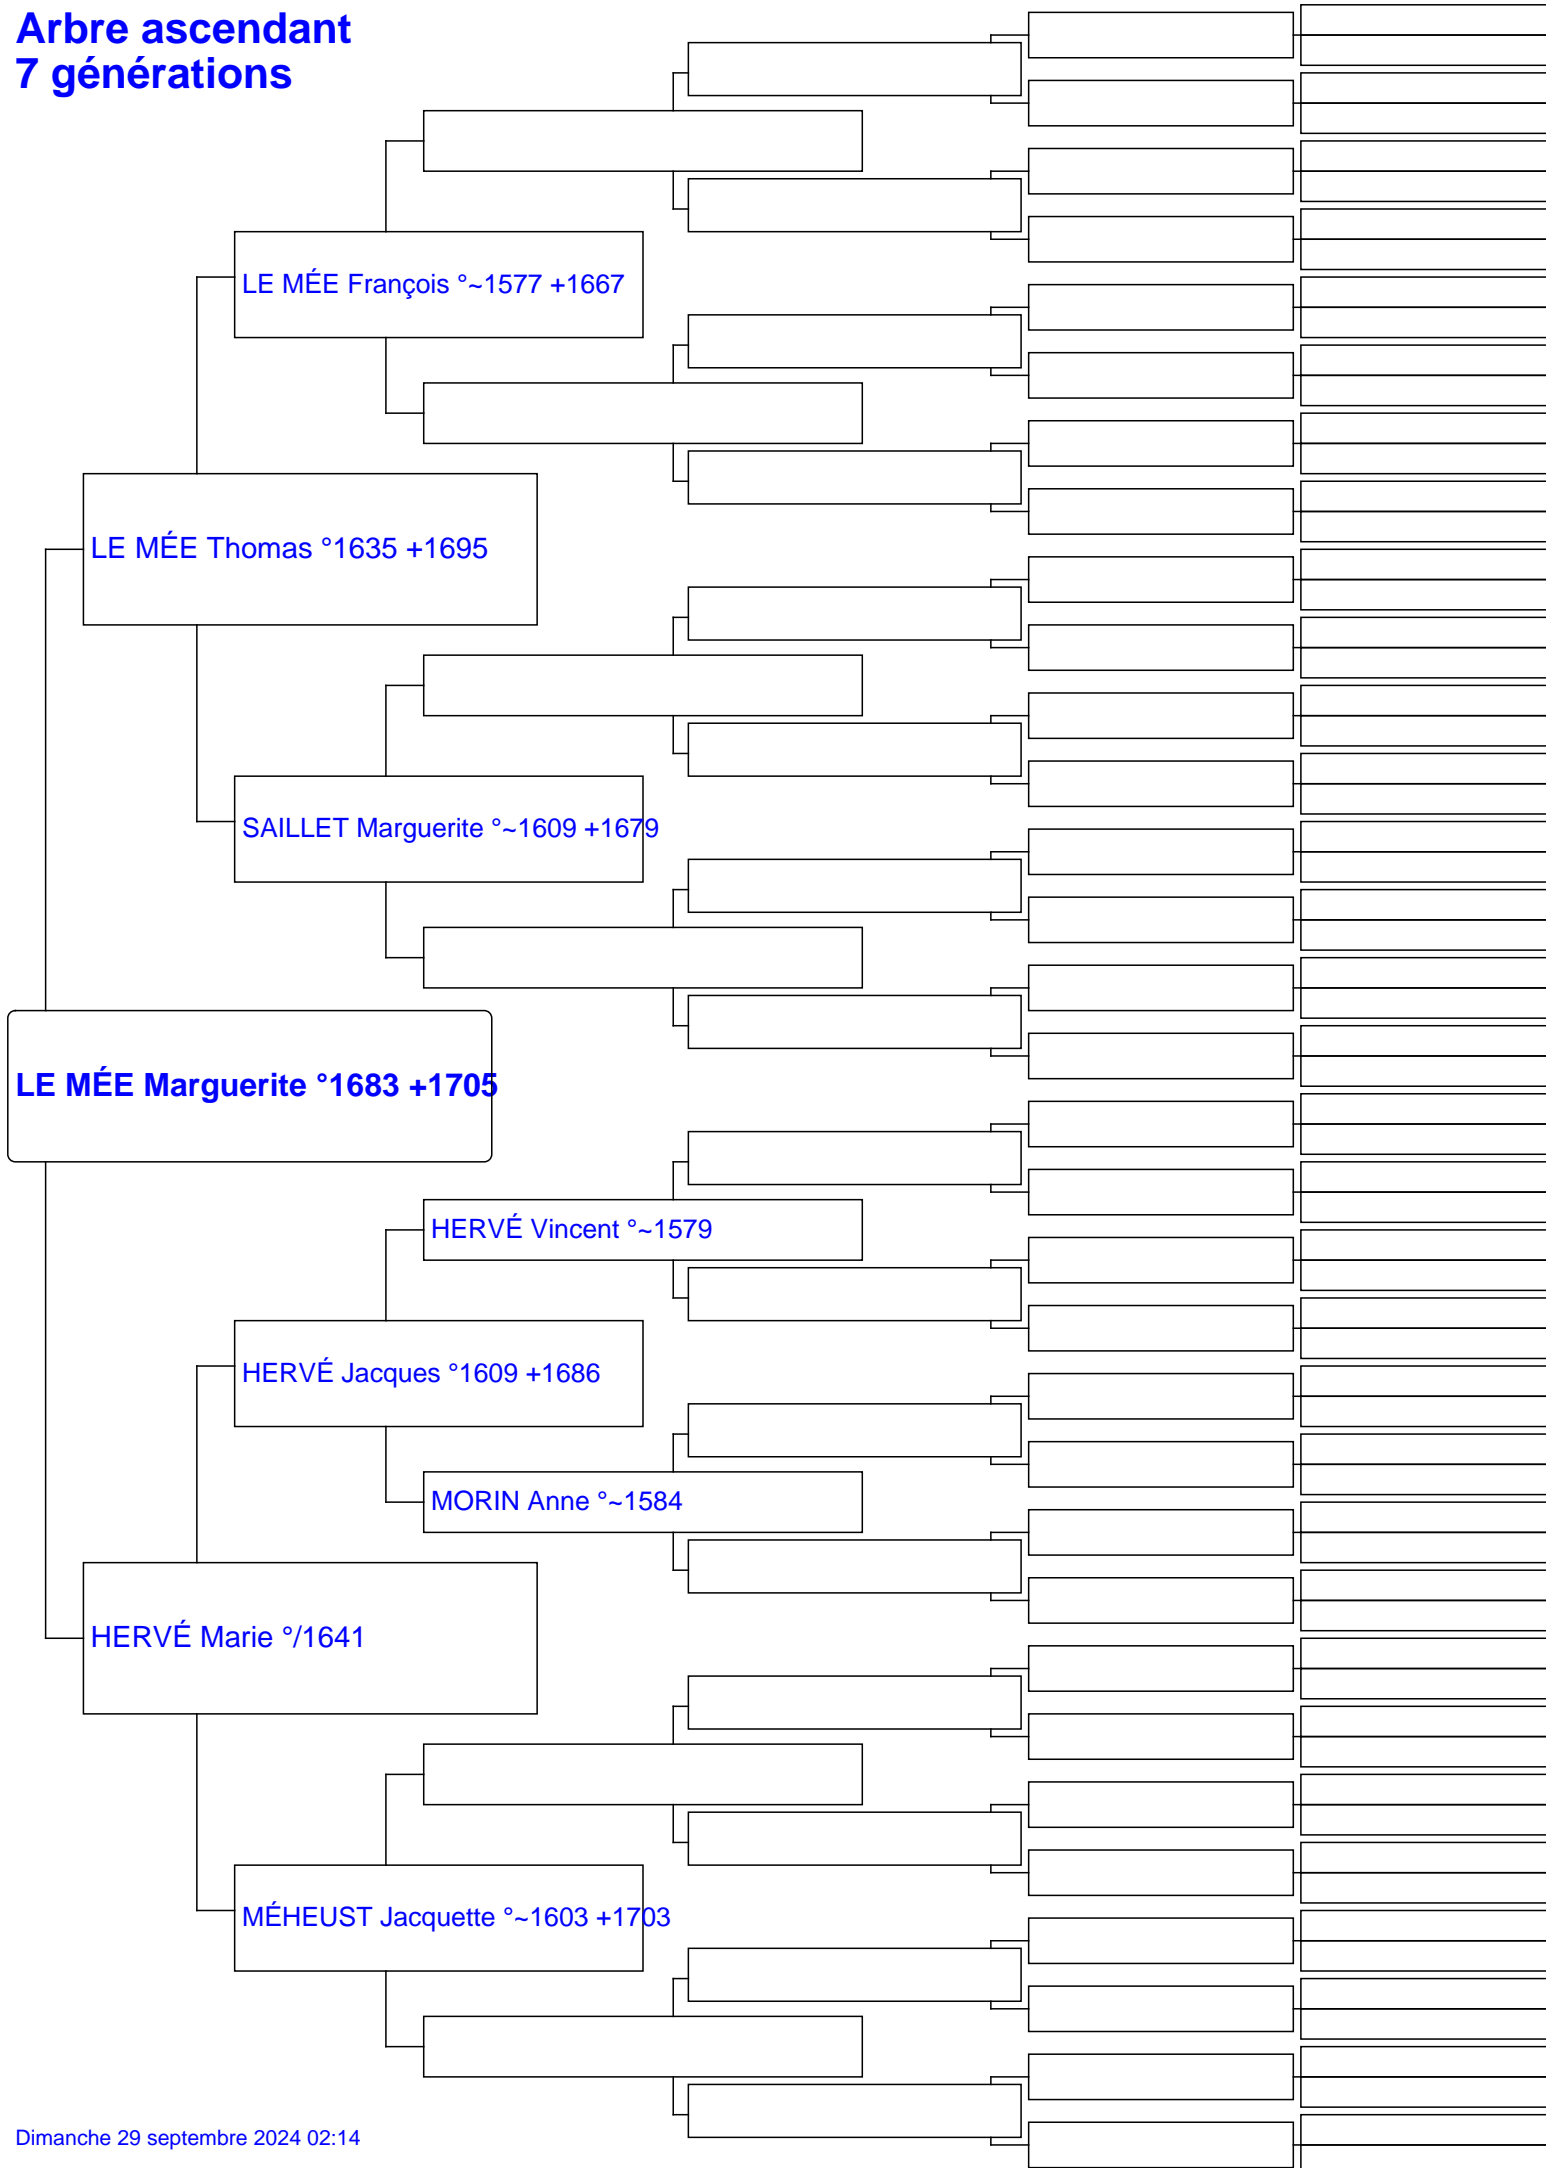 Arbre ascendant
7 générations
LE MÉE François °~1577 +1667
LE MÉE Thomas °1635 +1695
SAILLET Marguerite °~1609 +1679
LE MÉE Marguerite °1683 +1705
HERVÉ Vincent °~1579
HERVÉ Jacques °1609 +1686
MORIN Anne °~1584
HERVÉ Marie °/1641
MÉHEUST Jacquette °~1603 +1703
Dimanche 29 septembre 2024 02:14